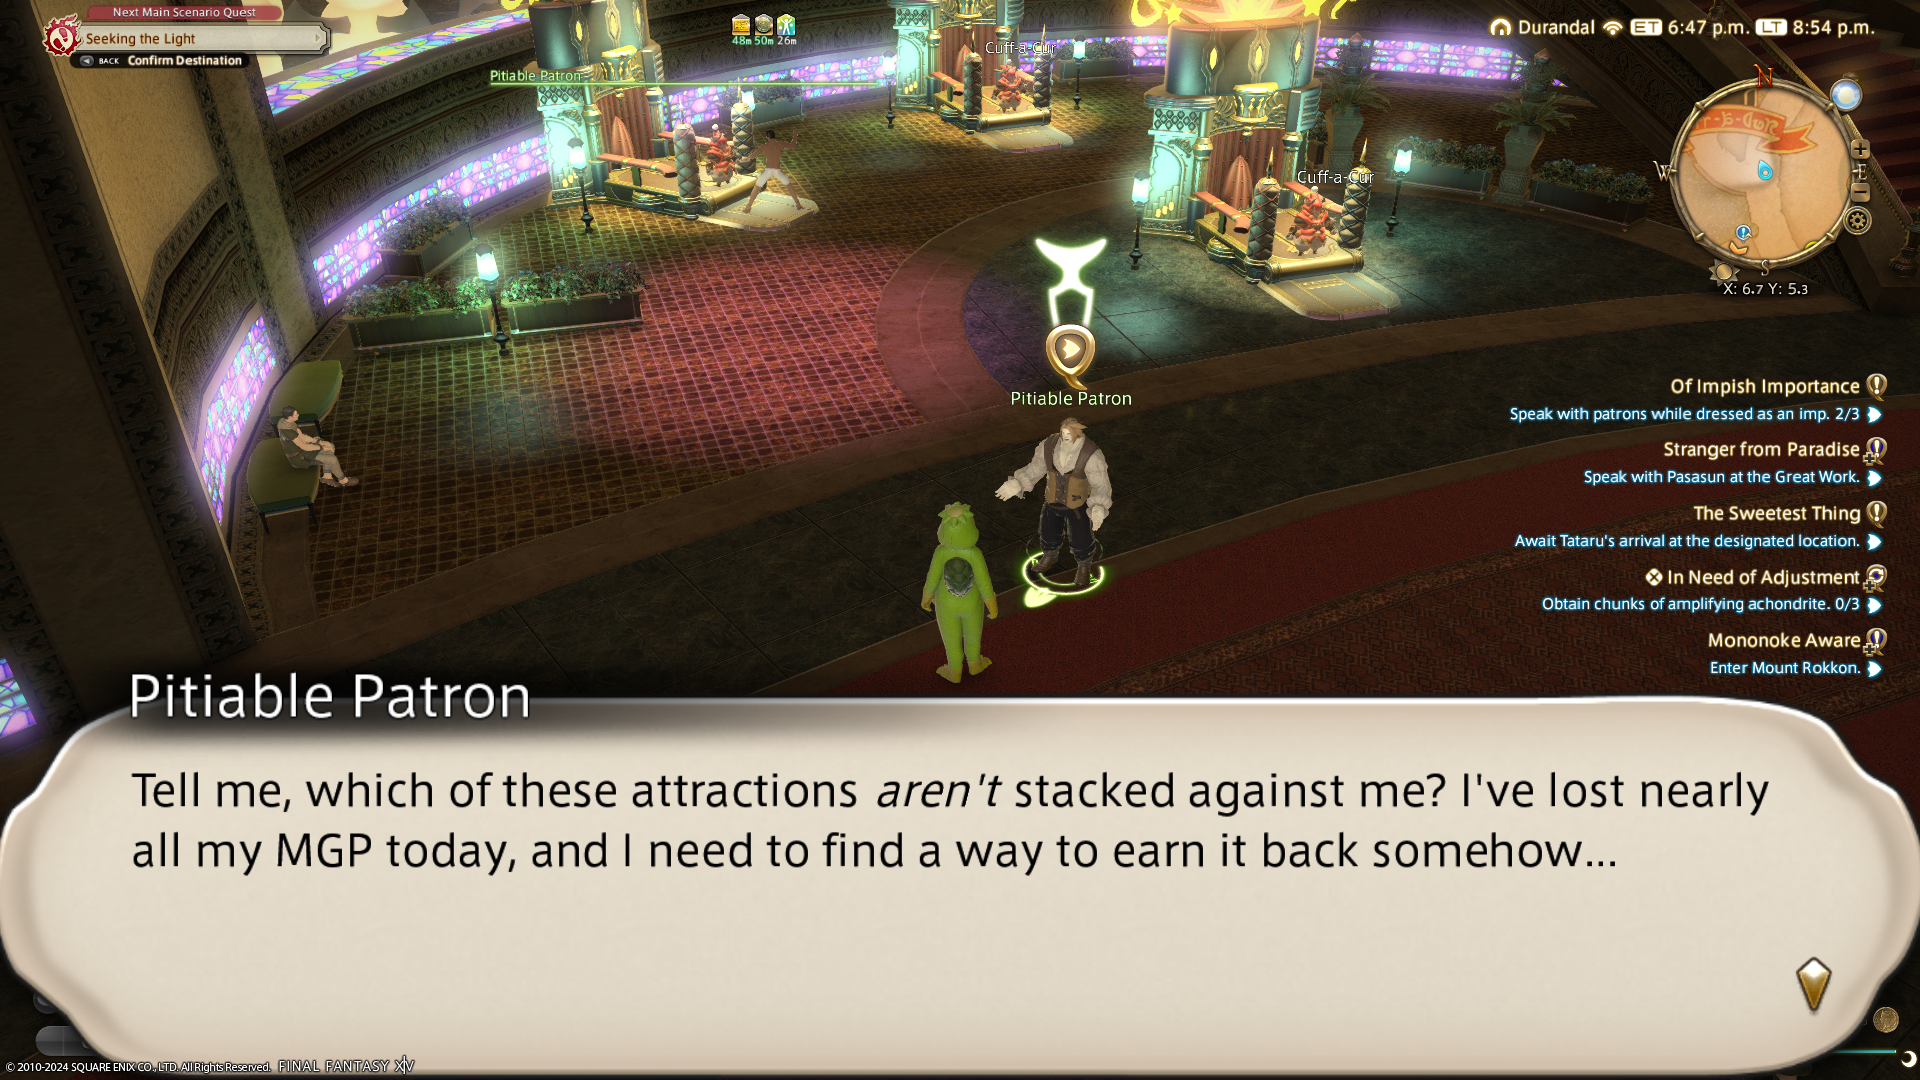 Next Main Scenario Quest
Seeking the Light
BACK Confirm Destination
48m 50m 26m
Durandal ET 6:47 p.m. LT 8:54 p.m.
Pitiable Patron
Cuff-a-Cur
Cuff-a-Cur
N
W
E
S
X: 6.7 Y: 5.3
Pitiable Patron
Of Impish Importance
Speak with patrons while dressed as an imp. 2/3
Stranger from Paradise
Speak with Pasasun at the Great Work.
The Sweetest Thing
Await Tataru's arrival at the designated location.
In Need of Adjustment
Obtain chunks of amplifying achondrite. 0/3
Mononoke Aware
Enter Mount Rokkon.
Pitiable Patron
Tell me, which of these attractions aren't stacked against me? I've lost nearly
all my MGP today, and I need to find a way to earn it back somehow...
© 2010-2024 SQUARE ENIX CO., LTD. All Rights Reserved. FINAL FANTASY XIV